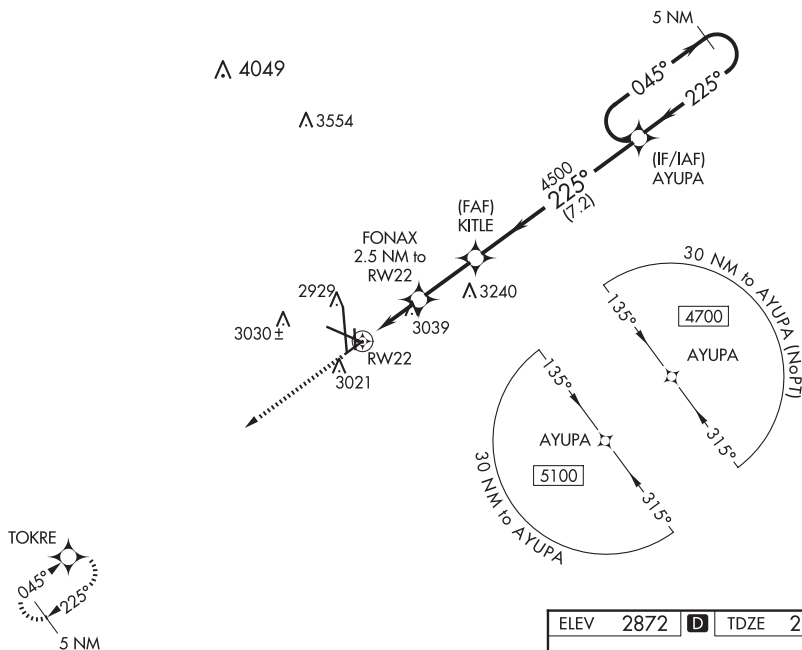 5 NM
4049
045°
225°
3554
(IF/IAF)
AYUPA
4500
225°
(7.2)
(FAF)
KITLE
FONAX
2.5 NM to
RW22
30 NM to AYUPA (NoPT)
2929
3240
135°
4700
3030 ±
3039
RW22
AYUPA
3021
135°
315°
AYUPA
30 NM to AYUPA
5100
315°
TOKRE
045°
225°
5 NM
ELEV 2872 D TDZE 2